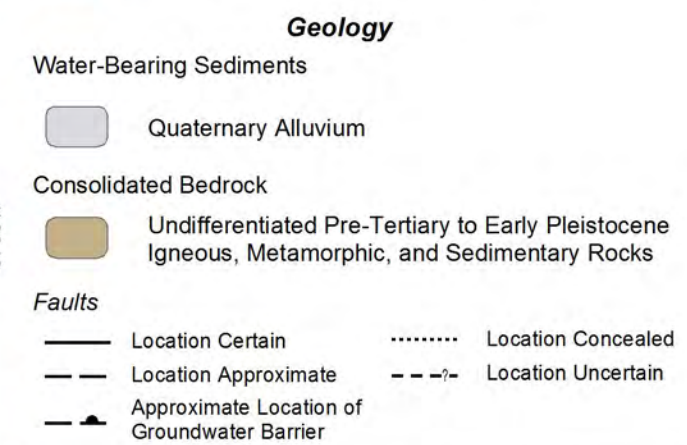 Geology
Water-Bearing Sediments
Quaternary Alluvium
Consolidated Bedrock
Undifferentiated Pre-Tertiary to Early Pleistocene
Igneous, Metamorphic, and Sedimentary Rocks
Faults
Location Certain
Location Concealed
Location Approximate
?
Location Uncertain
Approximate Location of
Groundwater Barrier